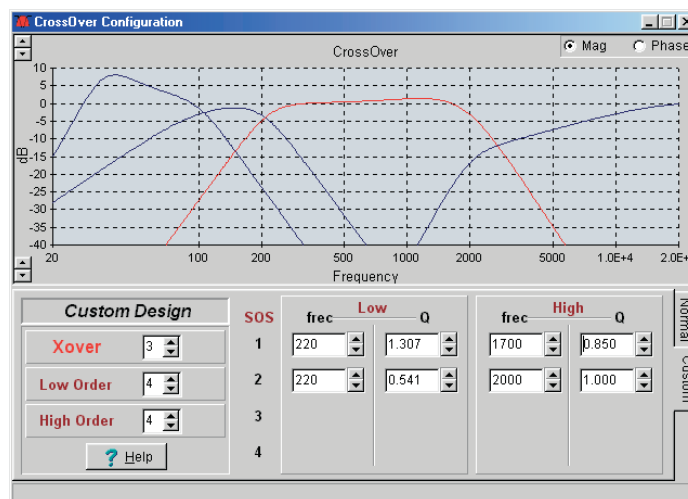 CrossOver Configuration
CrossOver
Mag
Phase
10
5
0
-5
-10
-15
-20
-25
-30
-35
-40
dB
20 100 200 500 1000 2000 5000 1.0E+4 2.0E+
Frequency
Custom Design
Xover 3
Low Order 4
High Order 4
? Help
SOS
Low
High
frec Q frec Q
1 220 1.307 1700 0.850
2 220 0.541 2000 1.000
3
4
Normal
Custom